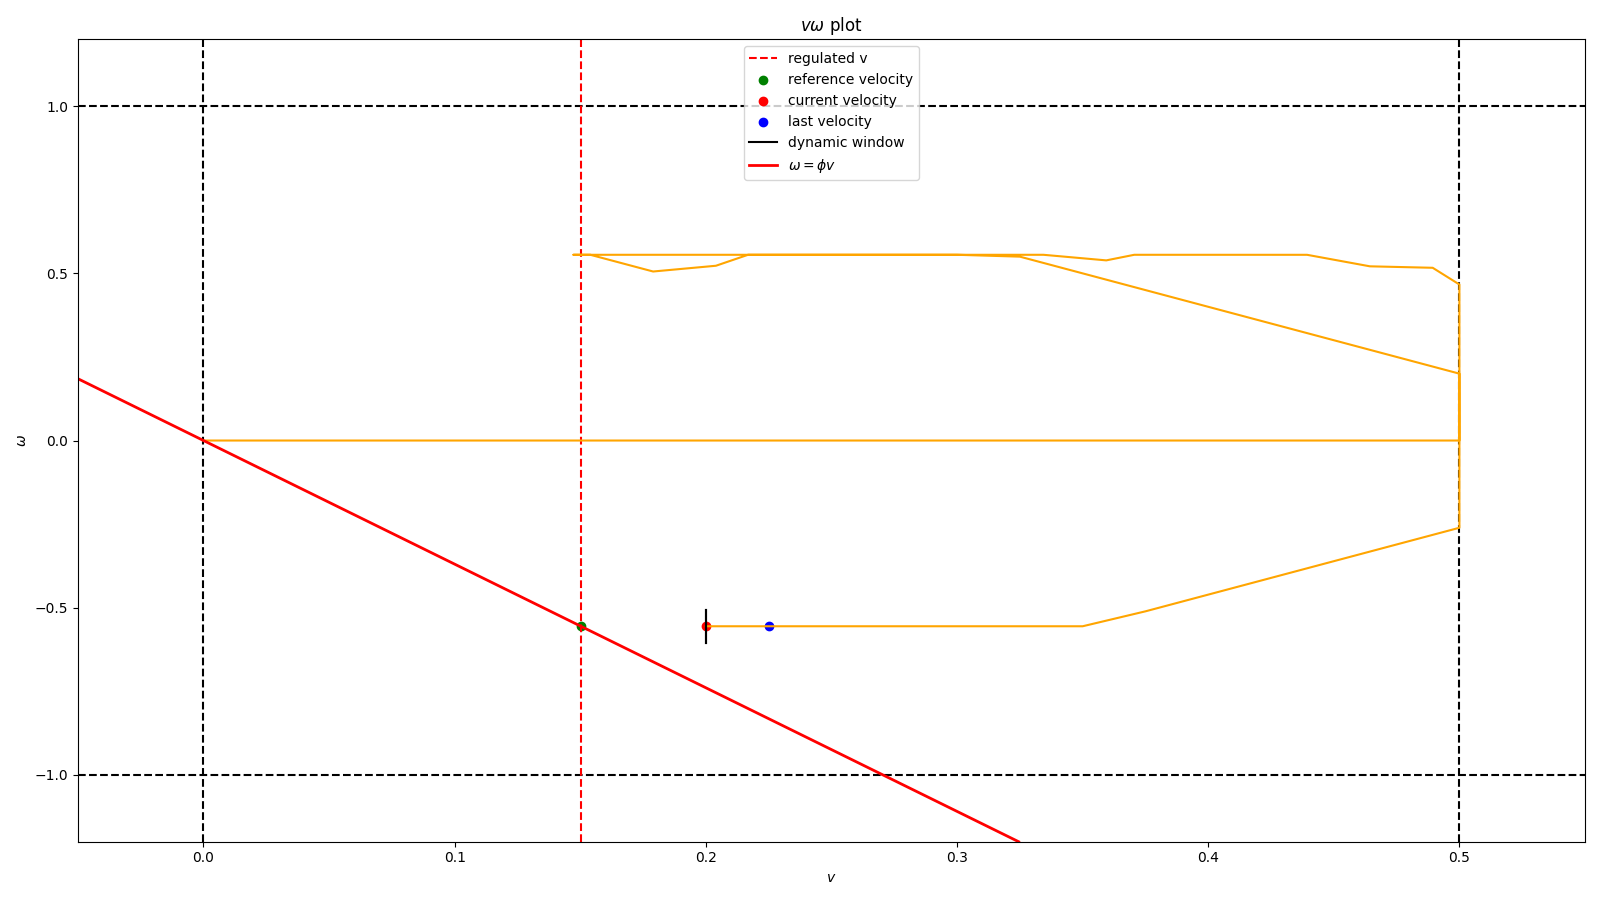 vω plot
regulated v
reference velocity
current velocity
last velocity
dynamic window
ω = ϕv
1.0
0.5
0.0
−0.5
−1.0
ω
0.0 0.1 0.2 0.3 0.4 0.5
v